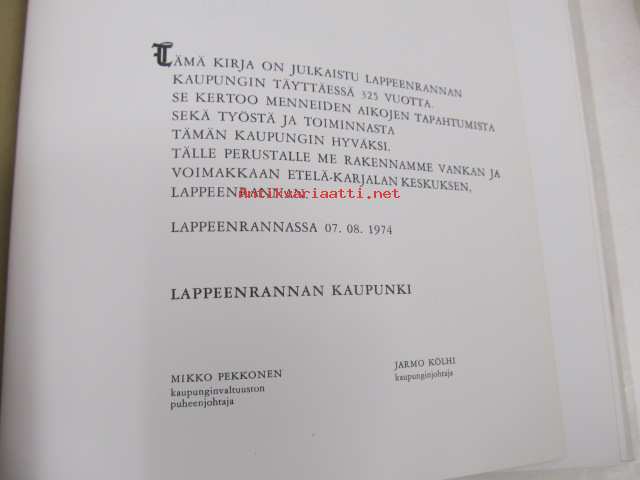 TÄMÄ KIRJA ON JULKAISTU LAPPEENRANNAN
KAUPUNGIN TÄYTTÄESSÄ 325 VUOTTA.
SE KERTOO MENNEIDEN AIKOJEN TAPAHTUMISTA
SEKÄ TYÖSTÄ JA TOIMINNASTA
TÄMÄN KAUPUNGIN HYVÄKSI.
TÄLLE PERUSTALLE ME RAKENNAMME VANKAN JA
VOIMAKKAAN ETELÄ-KARJALAN KESKUKSEN,
LAPPEENRANNAN.
Antikvariaatti.net
LAPPEENRANNASSA 07. 08. 1974
LAPPEENRANNAN KAUPUNKI
MIKKO PEKKONEN
kaupunginvaltuuston
puheenjohtaja
JARMO KÖLHI
kaupunginjohtaja